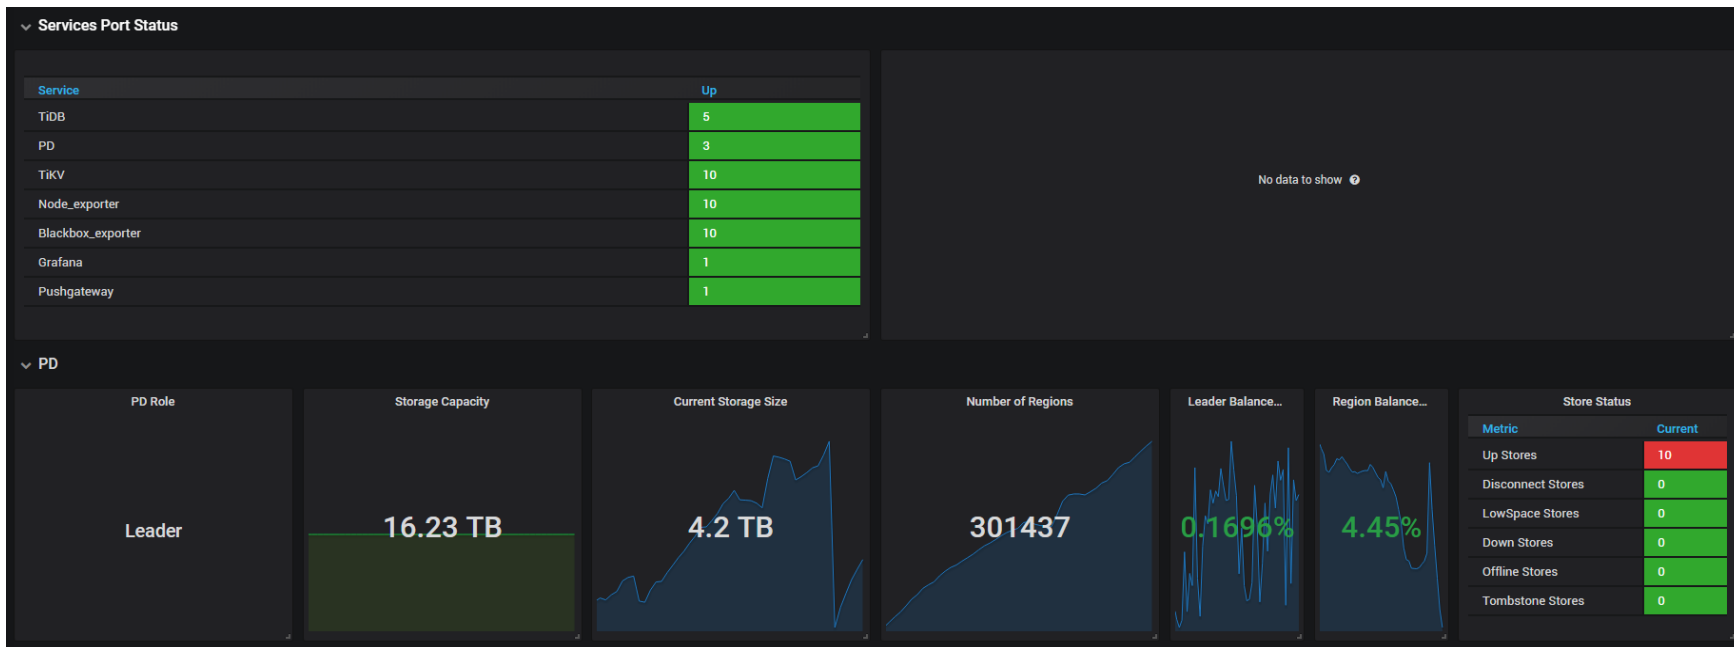 Services Port Status
Service Up
TiDB 5
PD 3
TiKV 10
Node_exporter 10
Blackbox_exporter 10
Grafana 1
Pushgateway 1
No data to show
PD
PD Role
Leader
Storage Capacity
16.23 TB
Current Storage Size
4.2 TB
Number of Regions
301437
Leader Balance...
0.1696%
Region Balance...
4.45%
Store Status
Metric Current
Up Stores 10
Disconnect Stores 0
LowSpace Stores 0
Down Stores 0
Offline Stores 0
Tombstone Stores 0